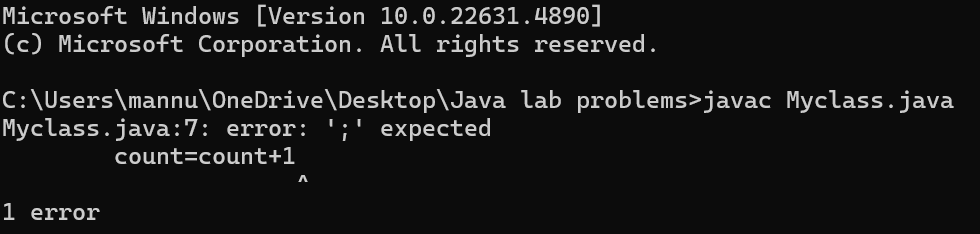 Microsoft Windows [Version 10.0.22631.4890]
(c) Microsoft Corporation. All rights reserved.
C:\Users\mannu\OneDrive\Desktop\Java lab problems>javac Myclass.java
Myclass.java:7: error: ';' expected
        count=count+1
                     ^
1 error